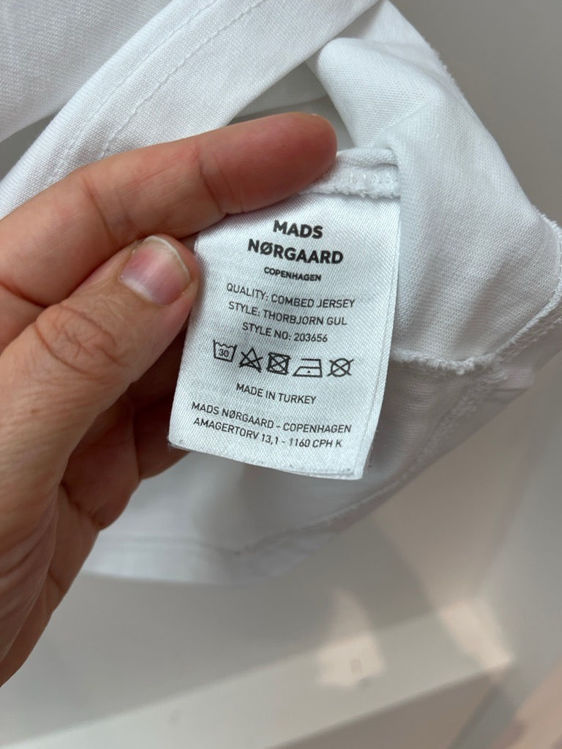 MADS
NØRGAARD
COPENHAGEN
QUALITY: COMBED JERSEY
STYLE: THORBJORN GUL
STYLE NO: 203656
30
MADE IN TURKEY
MADS NØRGAARD - COPENHAGEN
AMAGERTORV 13,1 - 1160 CPH K